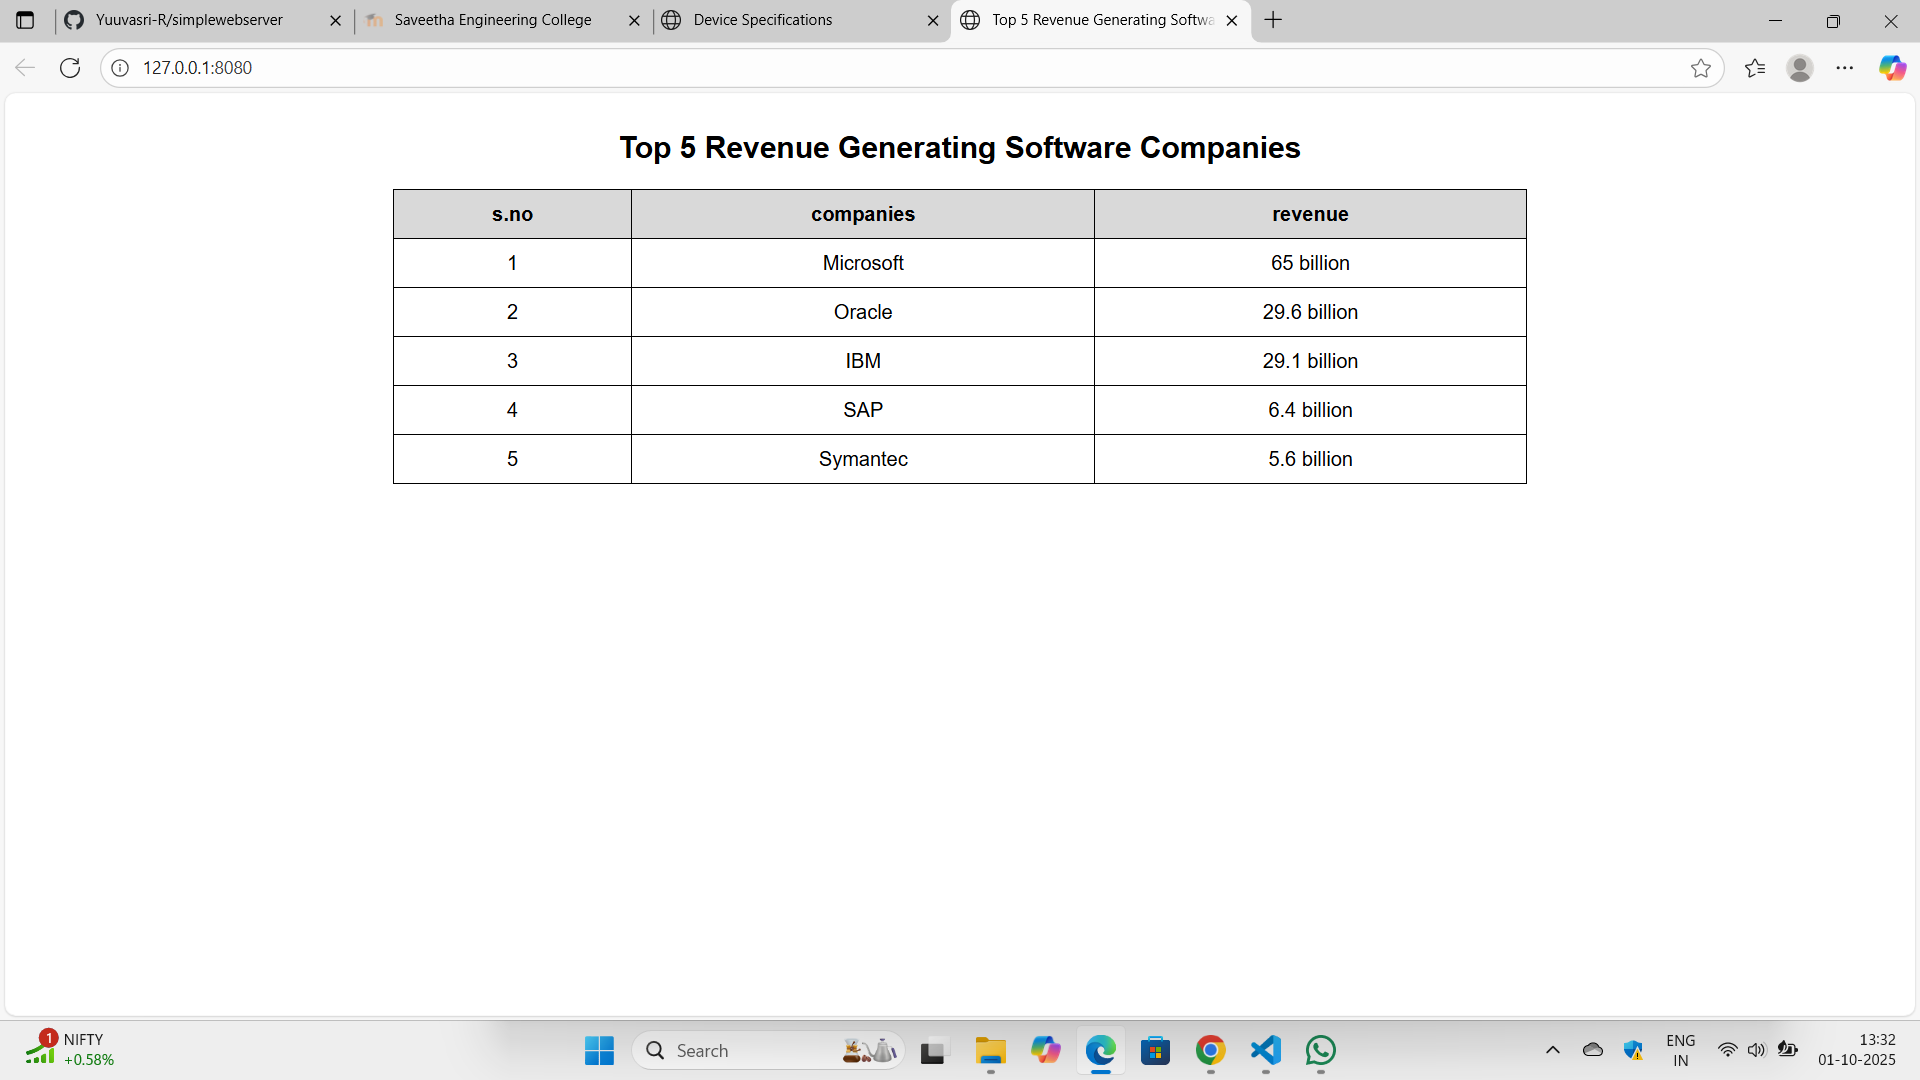 Yuuvasri-R/simplewebserver
Saveetha Engineering College
Device Specifications
Top 5 Revenue Generating Softwa
127.0.0.1:8080
Top 5 Revenue Generating Software Companies
s.no companies revenue
1 Microsoft 65 billion
2 Oracle 29.6 billion
3 IBM 29.1 billion
4 SAP 6.4 billion
5 Symantec 5.6 billion
1 NIFTY
+0.58%
Search
ENG
IN
13:32
01-10-2025